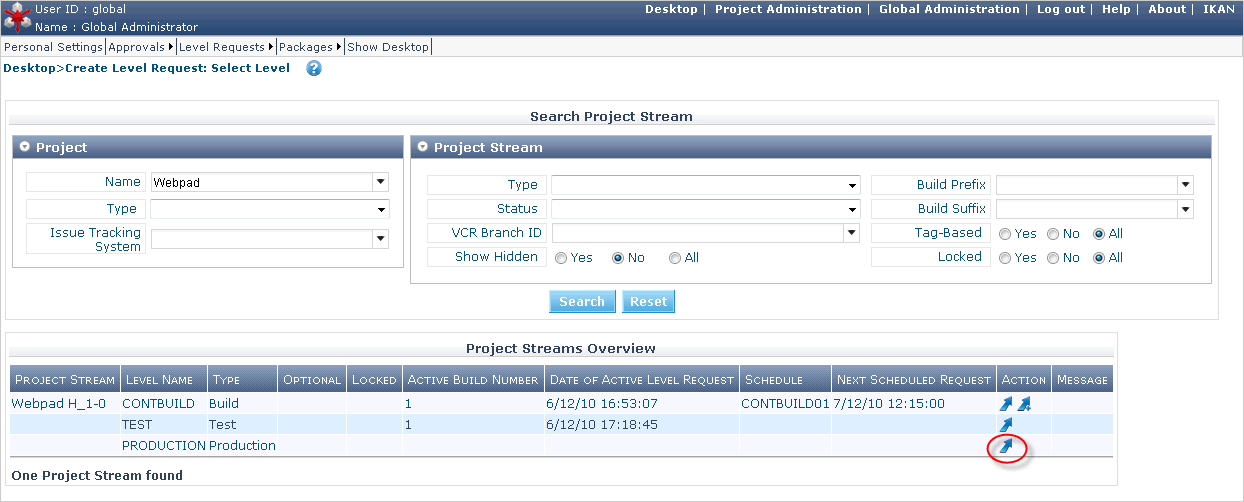 User ID : global
Name : Global Administrator
Desktop | Project Administration | Global Administration | Log out | Help | About | IKAN
Personal Settings Approvals Level Requests Packages Show Desktop
Desktop>Create Level Request: Select Level ?
Search Project Stream
Project
Name Webpad
Type
Issue Tracking System
Project Stream
Type
Status
VCR Branch ID
Show Hidden Yes No All
Build Prefix
Build Suffix
Tag-Based Yes No All
Locked Yes No All
Search Reset
Project Streams Overview
Project Stream Level Name Type Optional Locked Active Build Number Date of Active Level Request Schedule Next Scheduled Request Action Message
Webpad H_1-0 CONTBUILD Build 1 6/12/10 16:53:07 CONTBUILD01 7/12/10 12:15:00
TEST Test 1 6/12/10 17:18:45
PRODUCTION Production
One Project Stream found